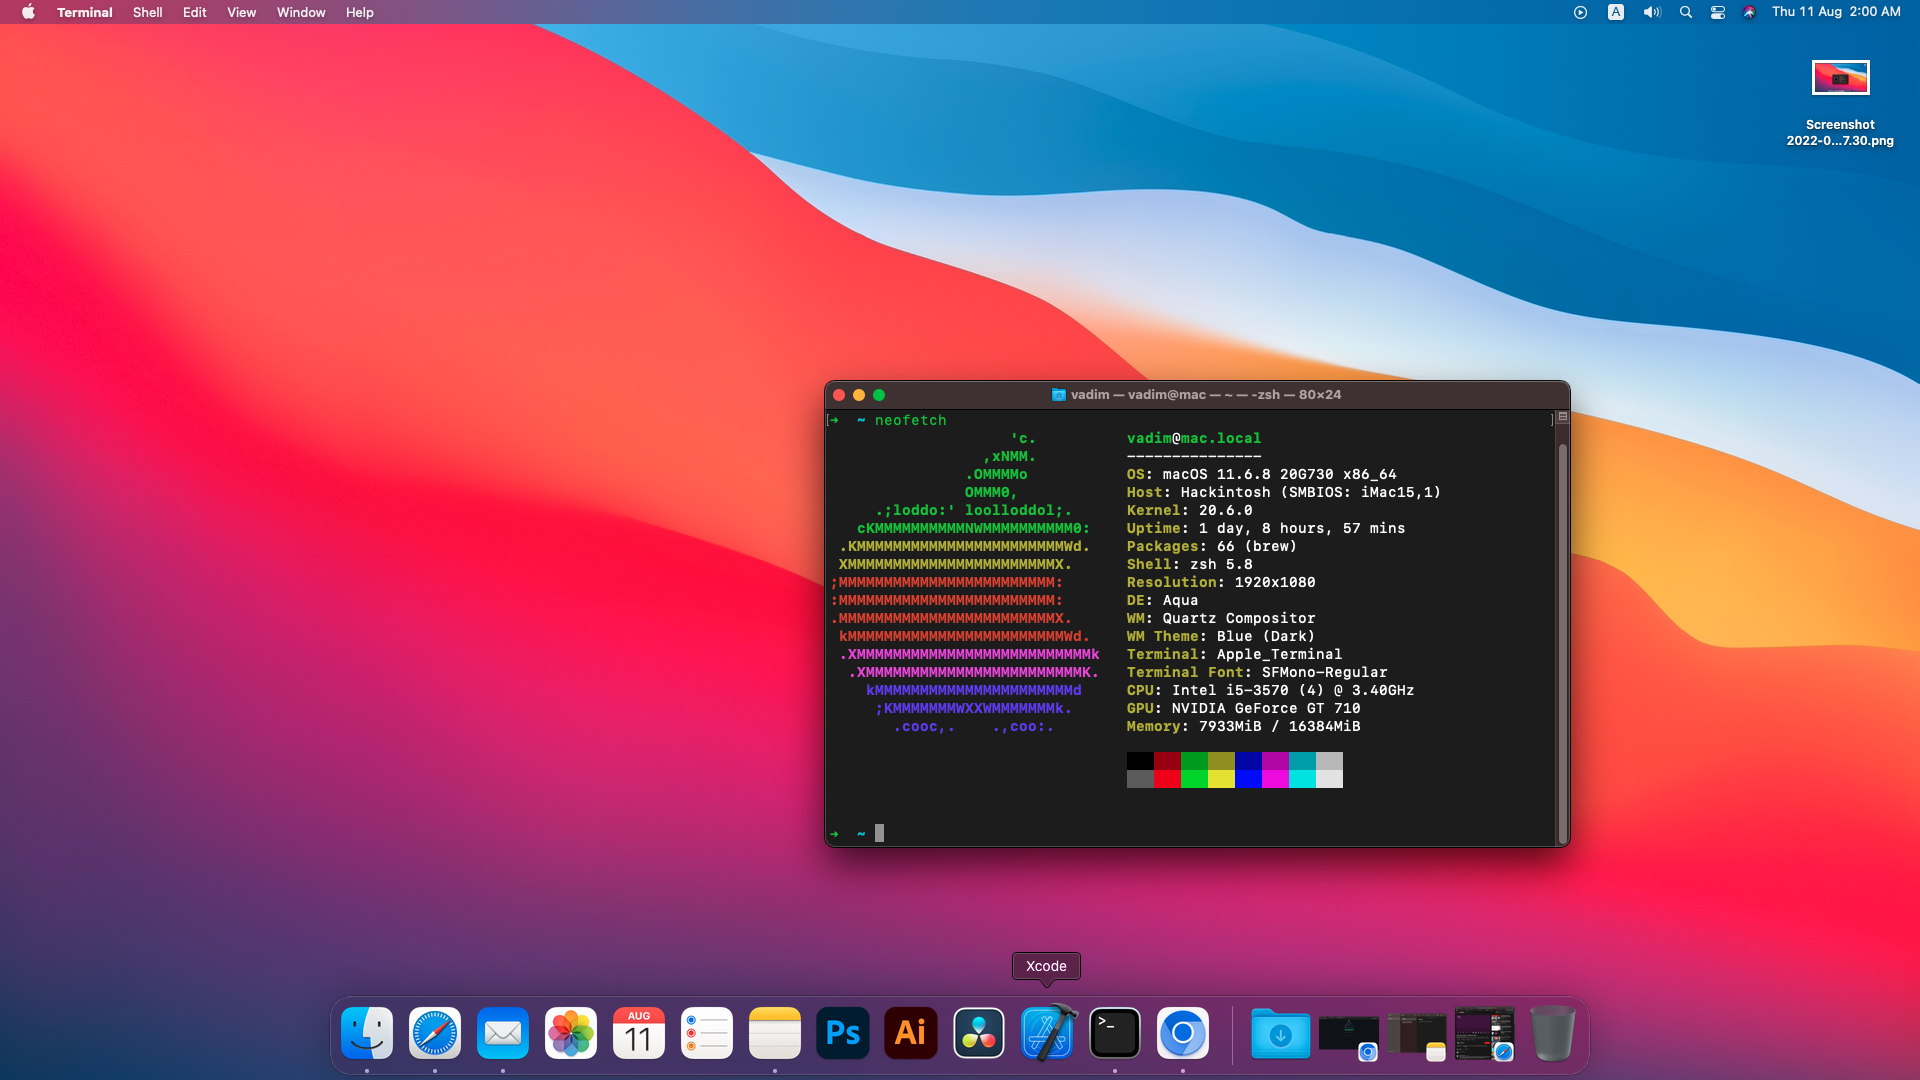 Terminal Shell Edit View Window Help
A
Thu 11 Aug 2:00 AM
Screenshot
2022-0...7.30.png
vadim — vadim@mac — ~ — -zsh — 80×24
[➜ ~ neofetch ]
'c. vadim@mac.local
,xNMM. ---------------
.OMMMMo OS: macOS 11.6.8 20G730 x86_64
OMMM0, Host: Hackintosh (SMBIOS: iMac15,1)
.;loddo:' loolloddol;. Kernel: 20.6.0
cKMMMMMMMMMMNWMMMMMMMMMM0: Uptime: 1 day, 8 hours, 57 mins
.KMMMMMMMMMMMMMMMMMMMMMMMWd. Packages: 66 (brew)
XMMMMMMMMMMMMMMMMMMMMMMMX. Shell: zsh 5.8
;MMMMMMMMMMMMMMMMMMMMMMMM: Resolution: 1920x1080
:MMMMMMMMMMMMMMMMMMMMMMMM: DE: Aqua
.MMMMMMMMMMMMMMMMMMMMMMMMX. WM: Quartz Compositor
kMMMMMMMMMMMMMMMMMMMMMMMMWd. WM Theme: Blue (Dark)
.XMMMMMMMMMMMMMMMMMMMMMMMMMMk Terminal: Apple_Terminal
.XMMMMMMMMMMMMMMMMMMMMMMMMK. Terminal Font: SFMono-Regular
kMMMMMMMMMMMMMMMMMMMMMMd CPU: Intel i5-3570 (4) @ 3.40GHz
;KMMMMMMMWXXWMMMMMMMk. GPU: NVIDIA GeForce GT 710
.cooc,. .,coo:. Memory: 7933MiB / 16384MiB
➜ ~
Xcode
AUG
11
Ps
Ai
>_